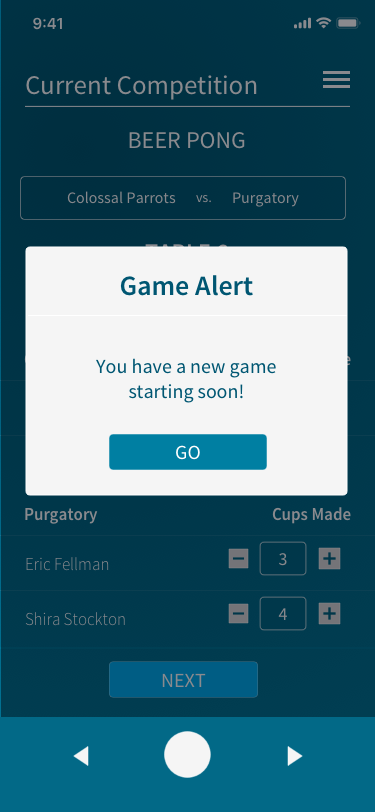 9:41
Current Competition
BEER PONG
Colossal Parrots vs. Purgatory
Game Alert
You have a new game
starting soon!
GO
Purgatory Cups Made
Eric Fellman 3
Shira Stockton 4
NEXT